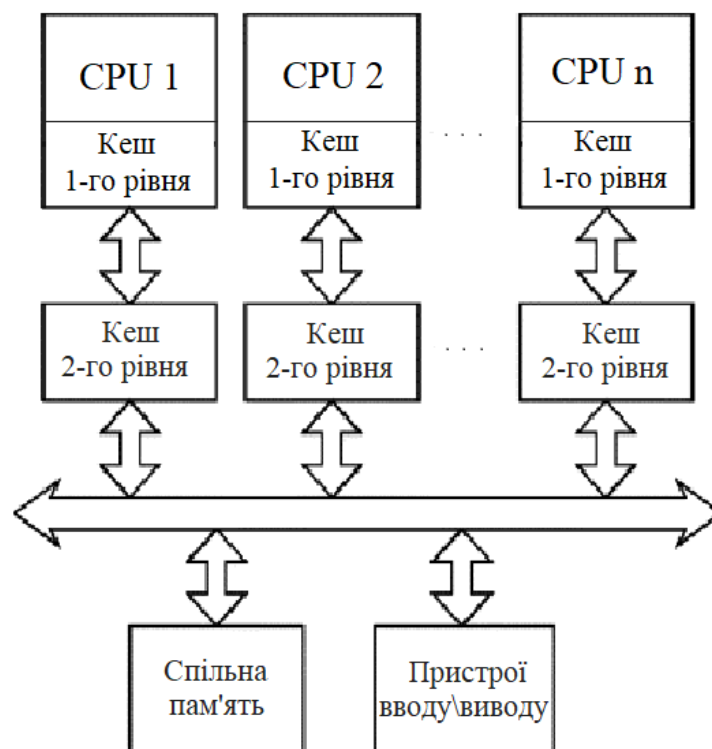 CPU 1
CPU 2
CPU n
Кеш
1-го рівня
Кеш
1-го рівня
. . .
Кеш
1-го рівня
Кеш
2-го рівня
Кеш
2-го рівня
. . .
Кеш
2-го рівня
Спільна
пам'ять
Пристрої
вводу\виводу